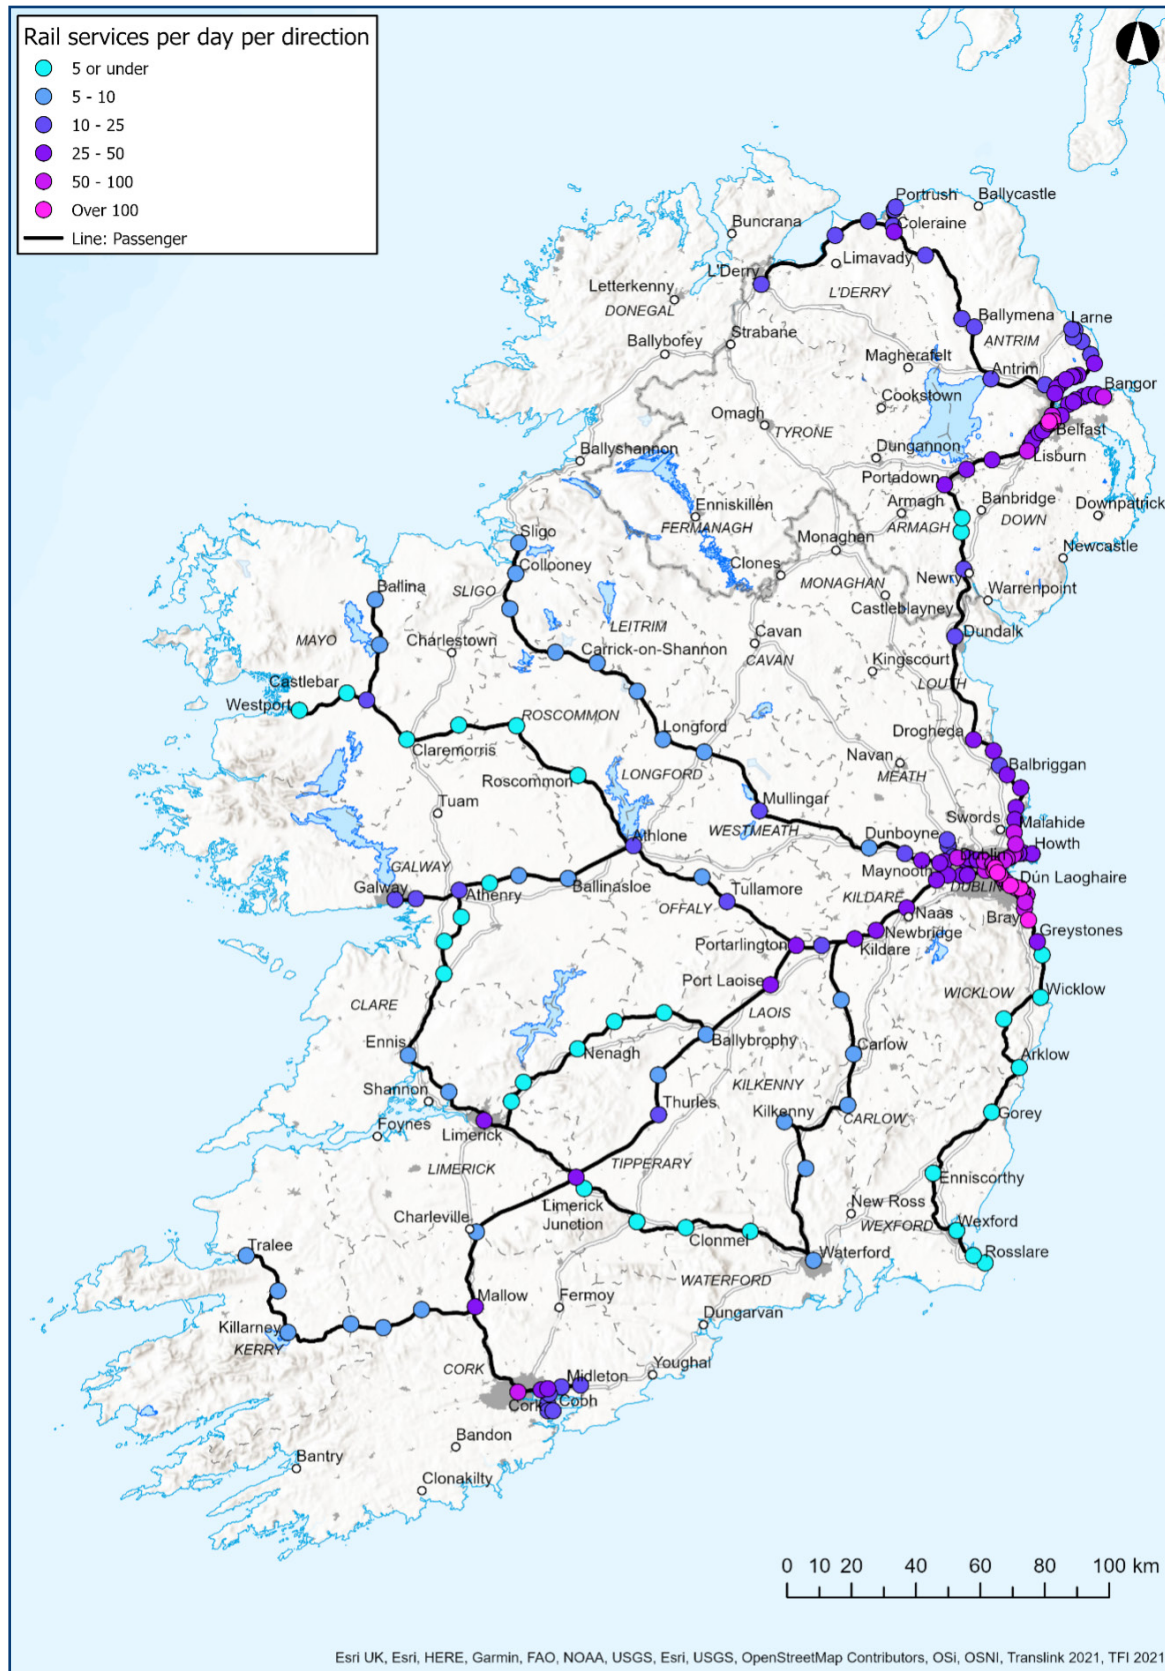 Rail services per day per direction
5 or under
5 - 10
10 - 25
25 - 50
50 - 100
Over 100
Line: Passenger
Portrush
Ballycastle
Buncrana
Coleraine
Limavady
L'Derry
L'DERRY
Letterkenny
DONEGAL
Ballymena
Larne
Strabane
ANTRIM
Ballybofey
Magherafelt
Antrim
Bangor
Cookstown
Omagh
TYRONE
Belfast
Dungannon
Lisburn
Ballyshannon
Portadown
Enniskillen
Armagh
Banbridge
Downpatrick
FERMANAGH
ARMAGH
DOWN
Sligo
Monaghan
Newcastle
Collooney
Clones
MONAGHAN
Newry
Warrenpoint
Ballina
SLIGO
Castleblayney
LEITRIM
Dundalk
MAYO
Charlestown
Cavan
Carrick-on-Shannon
CAVAN
Kingscourt
Castlebar
LOUTH
Westport
ROSCOMMON
Drogheda
Claremorris
Longford
Navan
Balbriggan
Roscommon
LONGFORD
MEATH
Tuam
Mullingar
Swords
Malahide
WESTMEATH
Dunboyne
Howth
Athlone
Dublin
GALWAY
Maynooth
Dún Laoghaire
Galway
Athenry
Ballinasloe
Tullamore
KILDARE
DUBLIN
OFFALY
Naas
Bray
Newbridge
Greystones
Portarlington
Kildare
Port Laoise
WICKLOW
Wicklow
CLARE
LAOIS
Ennis
Nenagh
Ballybrophy
Carlow
Arklow
Shannon
KILKENNY
Thurles
Kilkenny
CARLOW
Gorey
Limerick
Foynes
LIMERICK
TIPPERARY
Enniscorthy
Limerick
Junction
New Ross
Charleville
WEXFORD
Wexford
Clonmel
Tralee
Waterford
Rosslare
WATERFORD
Mallow
Fermoy
Dungarvan
Killarney
KERRY
CORK
Midleton
Youghal
Cork
Cobh
Bandon
Bantry
Clonakilty
0 10 20 40 60 80 100 km
Esri UK, Esri, HERE, Garmin, FAO, NOAA, USGS, Esri, USGS, OpenStreetMap Contributors, OSi, OSNI, Translink 2021, TFI 2021